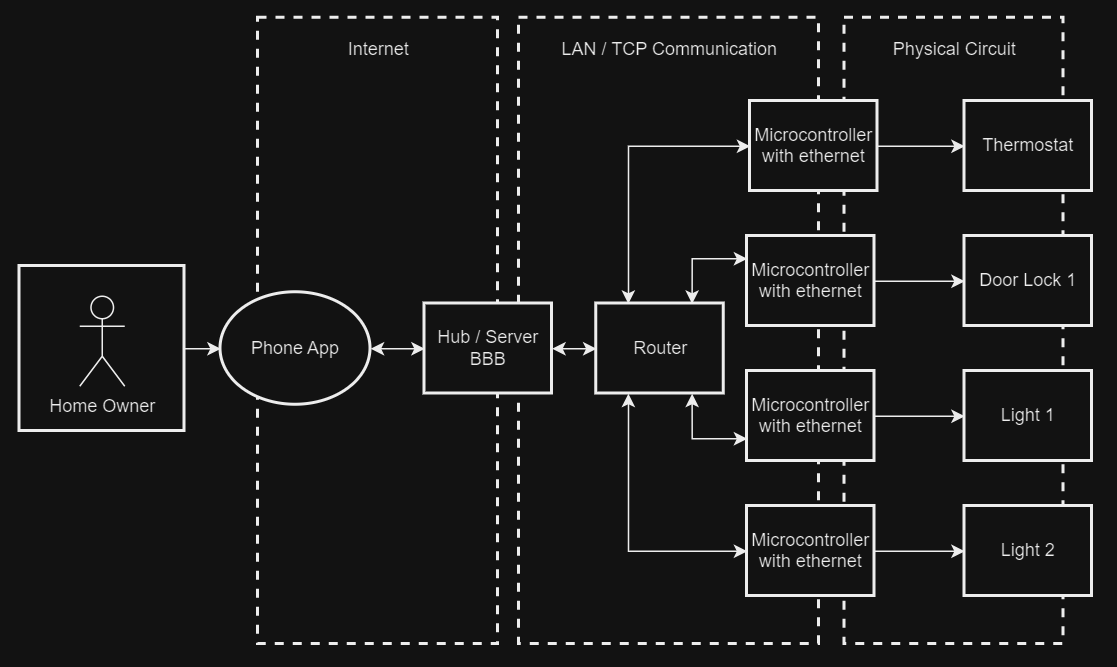 Internet
LAN / TCP Communication
Physical Circuit
Microcontroller
with ethernet
Thermostat
Microcontroller
with ethernet
Door Lock 1
Home Owner
Phone App
Hub / Server
BBB
Router
Microcontroller
with ethernet
Light 1
Microcontroller
with ethernet
Light 2